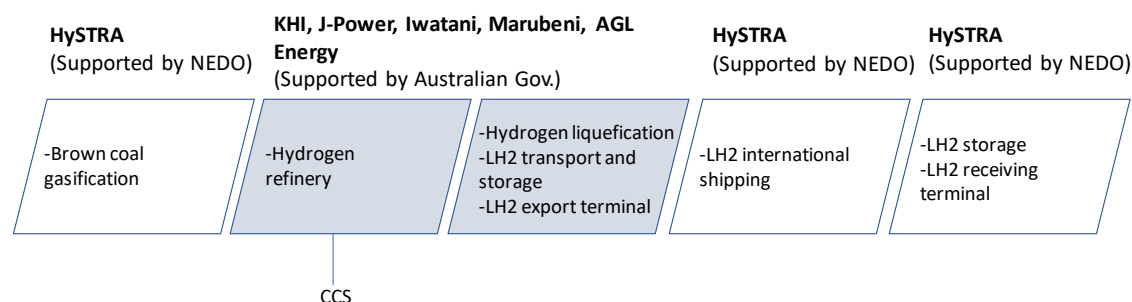 HySTRA
(Supported by NEDO)
KHI, J-Power, Iwatani, Marubeni, AGL
Energy
(Supported by Australian Gov.)
HySTRA
(Supported by NEDO)
HySTRA
(Supported by NEDO)
-Brown coal
gasification
-Hydrogen
refinery
-Hydrogen liquefication
-LH2 transport and
storage
-LH2 export terminal
-LH2 international
shipping
-LH2 storage
-LH2 receiving
terminal
CCS